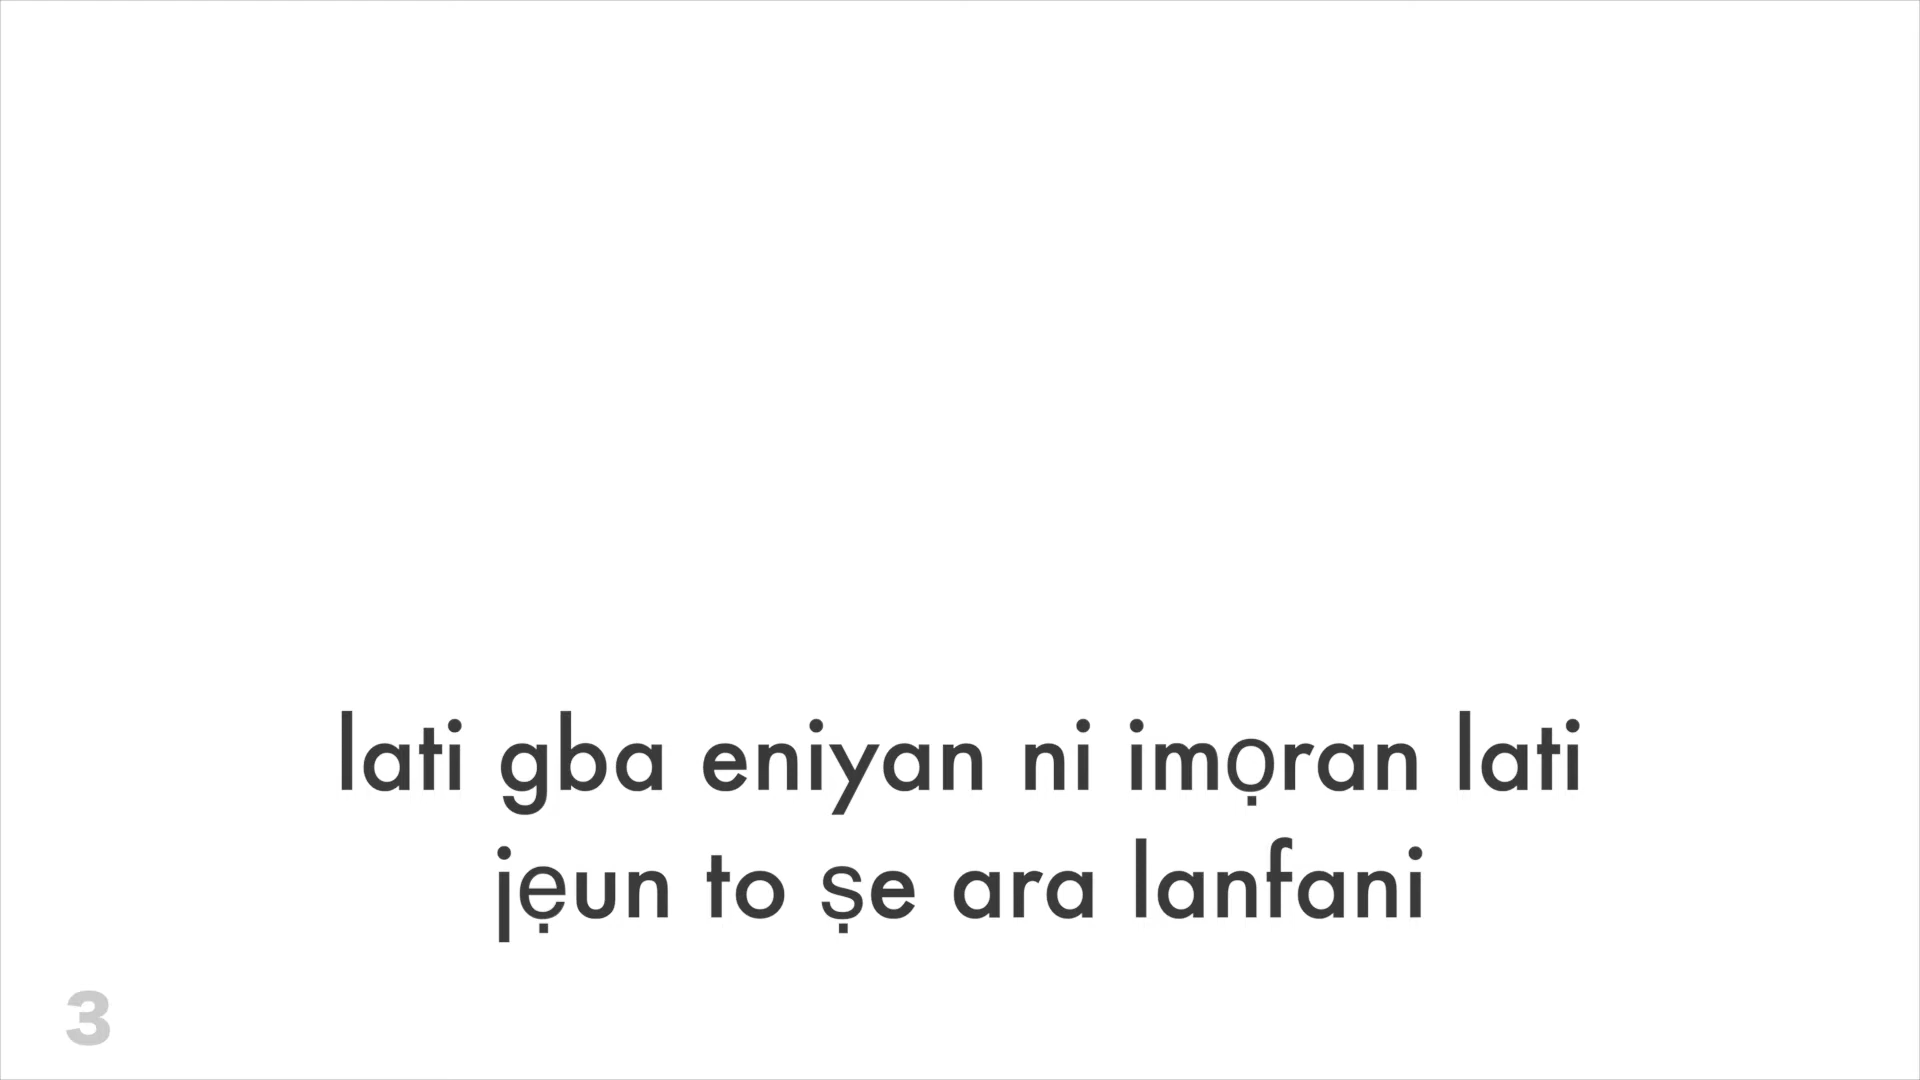 lati gba eniyan ni imọran lati
jẹun to ṣe ara lanfani
3